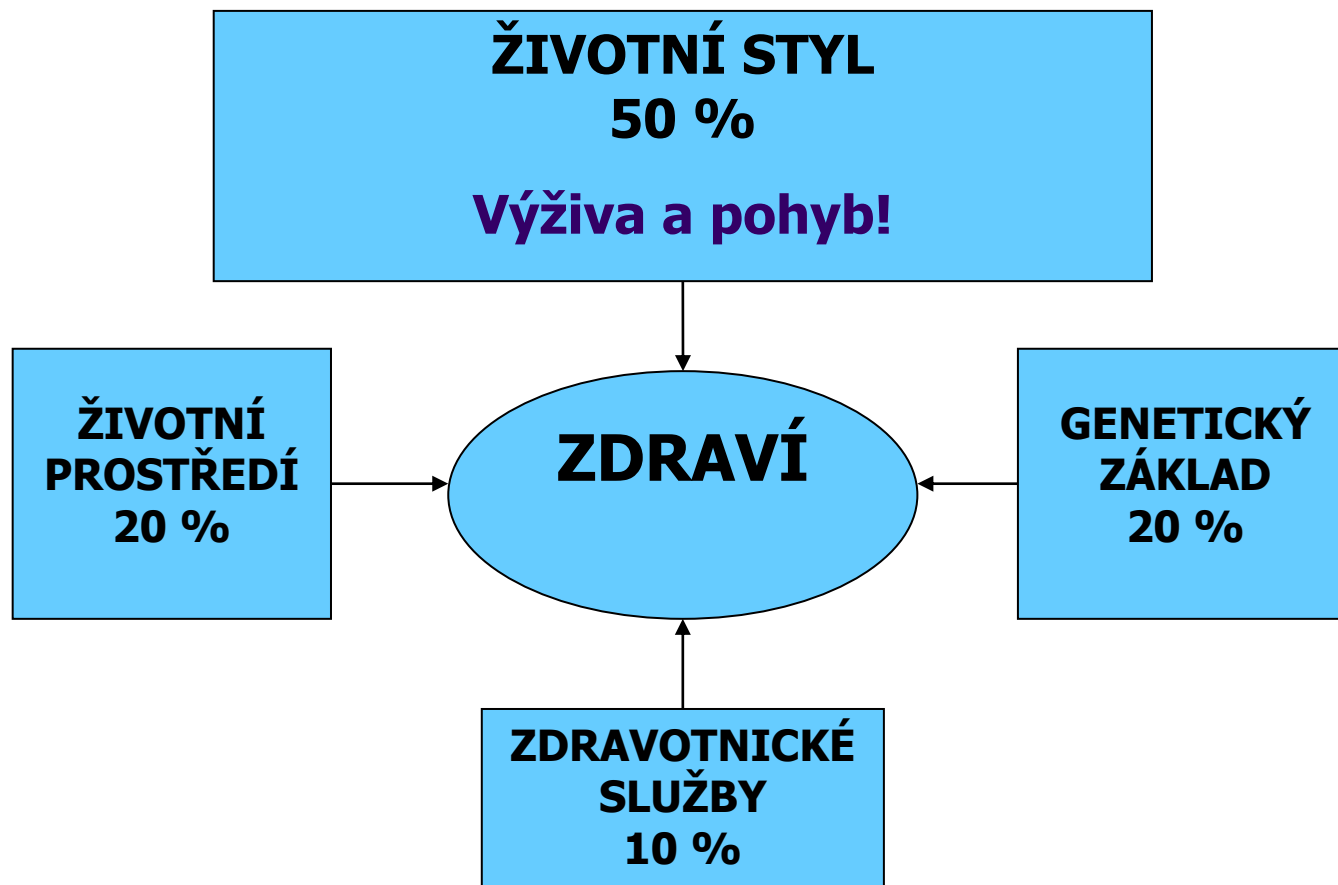 ŽIVOTNÍ STYL
50 %
Výživa a pohyb!
ŽIVOTNÍ
PROSTŘEDÍ
20 %
ZDRAVÍ
GENETICKÝ
ZÁKLAD
20 %
ZDRAVOTNICKÉ
SLUŽBY
10 %